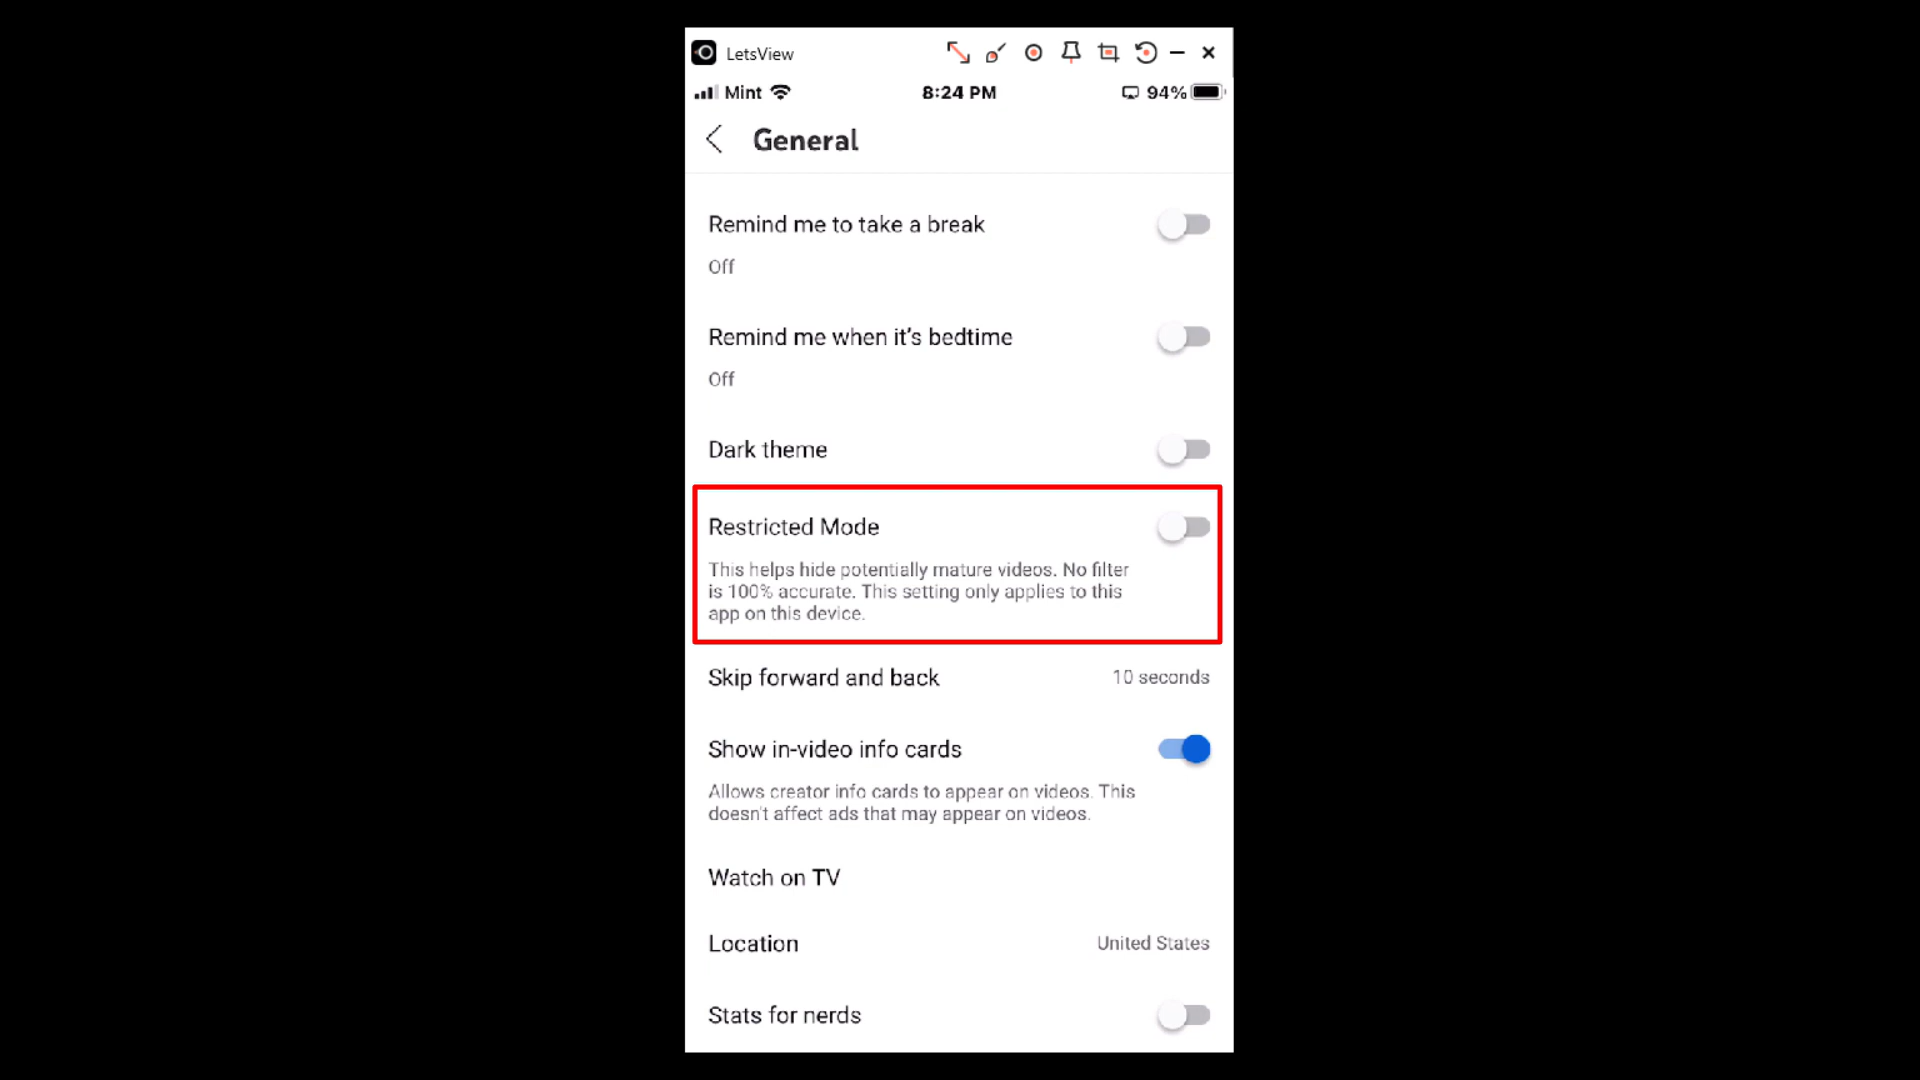 LetsView
Mint 8:24 PM 94%
General
Remind me to take a break
Off
Remind me when it's bedtime
Off
Dark theme
Restricted Mode
This helps hide potentially mature videos. No filter
is 100% accurate. This setting only applies to this
app on this device.
Skip forward and back 10 seconds
Show in-video info cards
Allows creator info cards to appear on videos. This
doesn't affect ads that may appear on videos.
Watch on TV
Location United States
Stats for nerds